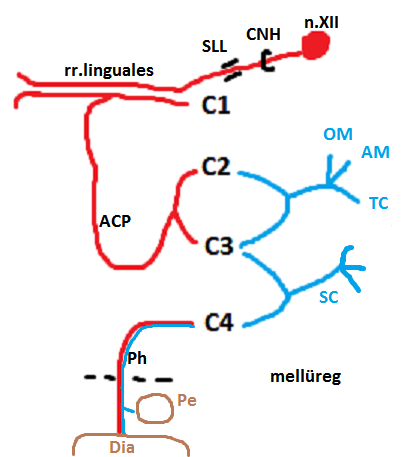 n.XII
CNH
SLL
rr.linguales
C1
OM
AM
C2
TC
ACP
C3
SC
C4
Ph
mellüreg
Pe
Dia